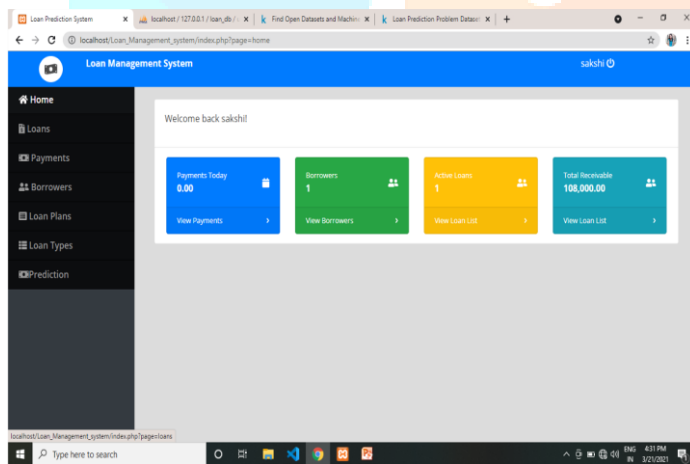 Loan Prediction System
localhost / 127.0.0.1 / loan_db /
Find Open Datasets and Machine
Loan Prediction Problem Dataset
localhost/Loan_Management_system/index.php?page=home
Loan Management System
sakshi
Home
Loans
Payments
Borrowers
Loan Plans
Loan Types
Prediction
Welcome back sakshi!
Payments Today
0.00
View Payments
Borrowers
1
View Borrowers
Active Loans
1
View Loan List
Total Receivable
108,000.00
View Loan List
localhost/Loan_Management_system/index.php?page=loans
Type here to search
ENG
IN
4:31 PM
3/21/2021